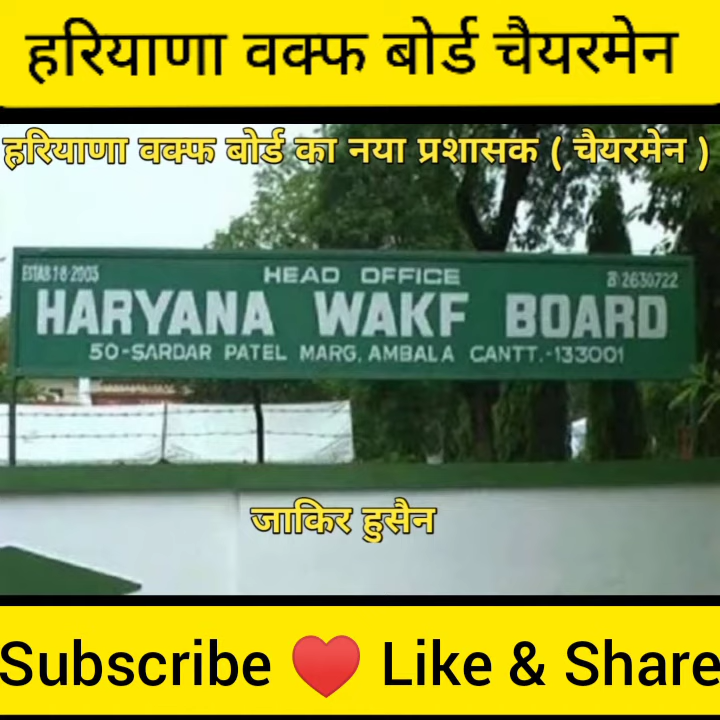 हरियाणा वक्फ बोर्ड चैयरमेन
हरियाणा वक्फ बोर्ड का नया प्रशासक ( चैयरमेन )
HEAD OFFICE
HARYANA WAKF BOARD
50-SARDAR PATEL MARG, AMBALA CANTT.-133001
जाकिर हुसैन
Subscribe ❤️ Like & Share